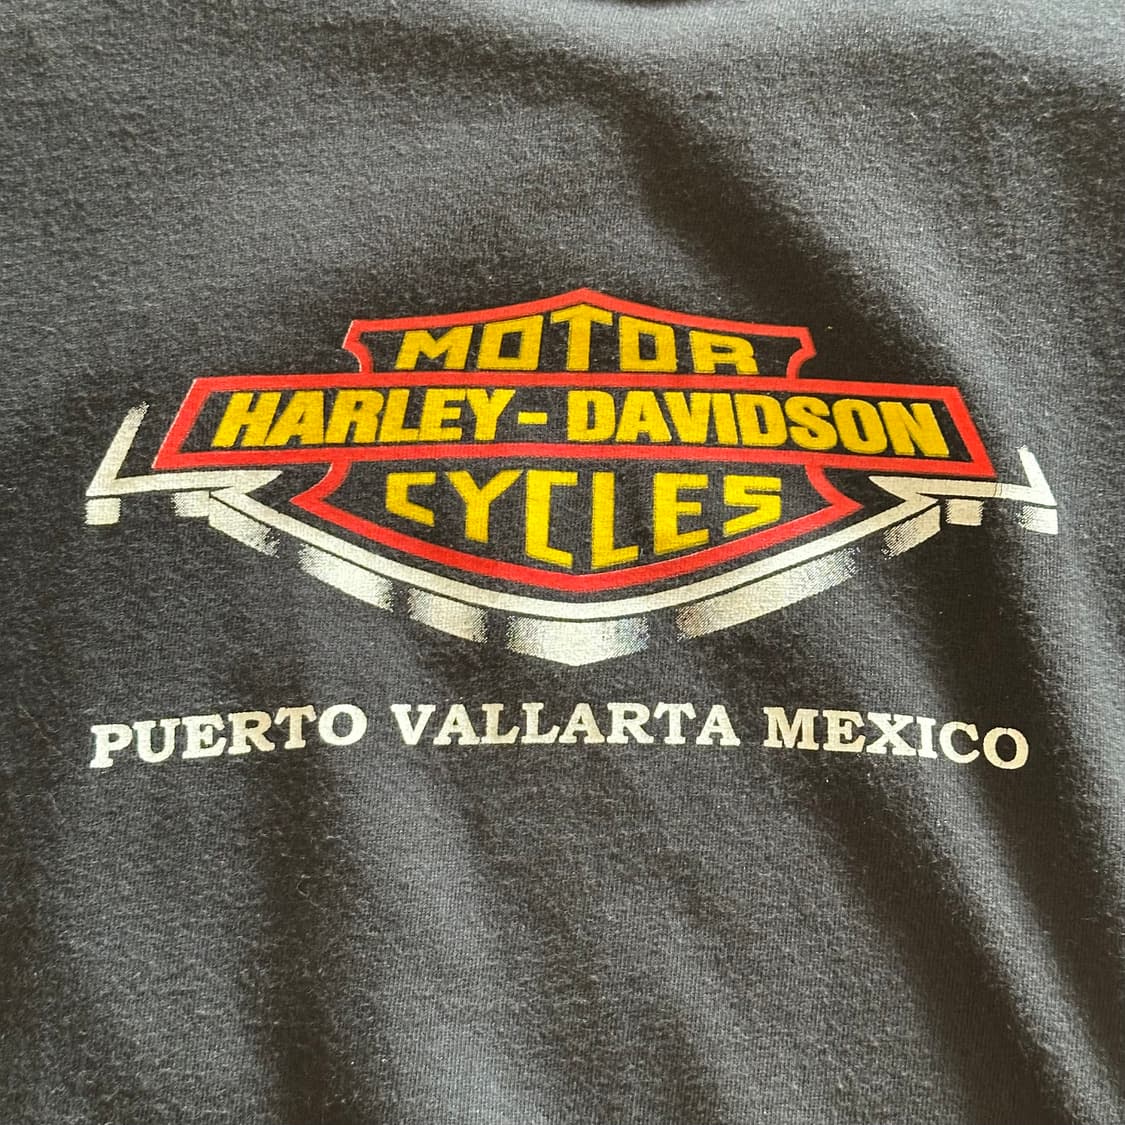 MOTOR
HARLEY-DAVIDSON
CYCLES
PUERTO VALLARTA MEXICO